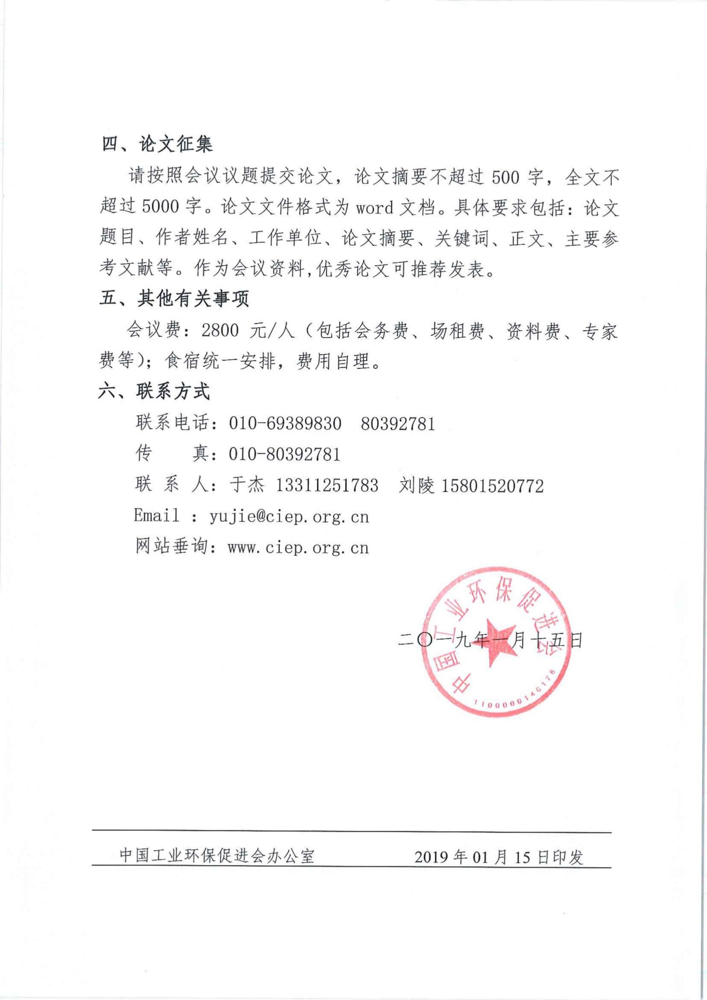 四、论文征集
请按照会议议题提交论文，论文摘要不超过 500 字，全文不
超过 5000 字。论文文件格式为 word 文档。具体要求包括：论文
题目、作者姓名、工作单位、论文摘要、关键词、正文、主要参
考文献等。作为会议资料,优秀论文可推荐发表。
五、其他有关事项
会议费：2800 元/人（包括会务费、场租费、资料费、专家
费等）；食宿统一安排，费用自理。
六、联系方式
联系电话：010-69389830 80392781
传 真：010-80392781
联 系 人：于杰 13311251783 刘陵 15801520772
Email ：yujie@ciep.org.cn
网站垂询：www.ciep.org.cn
中国工业环保促进会
二〇一九年一月十五日
1100000146178
中国工业环保促进会办公室 2019 年 01 月 15 日印发